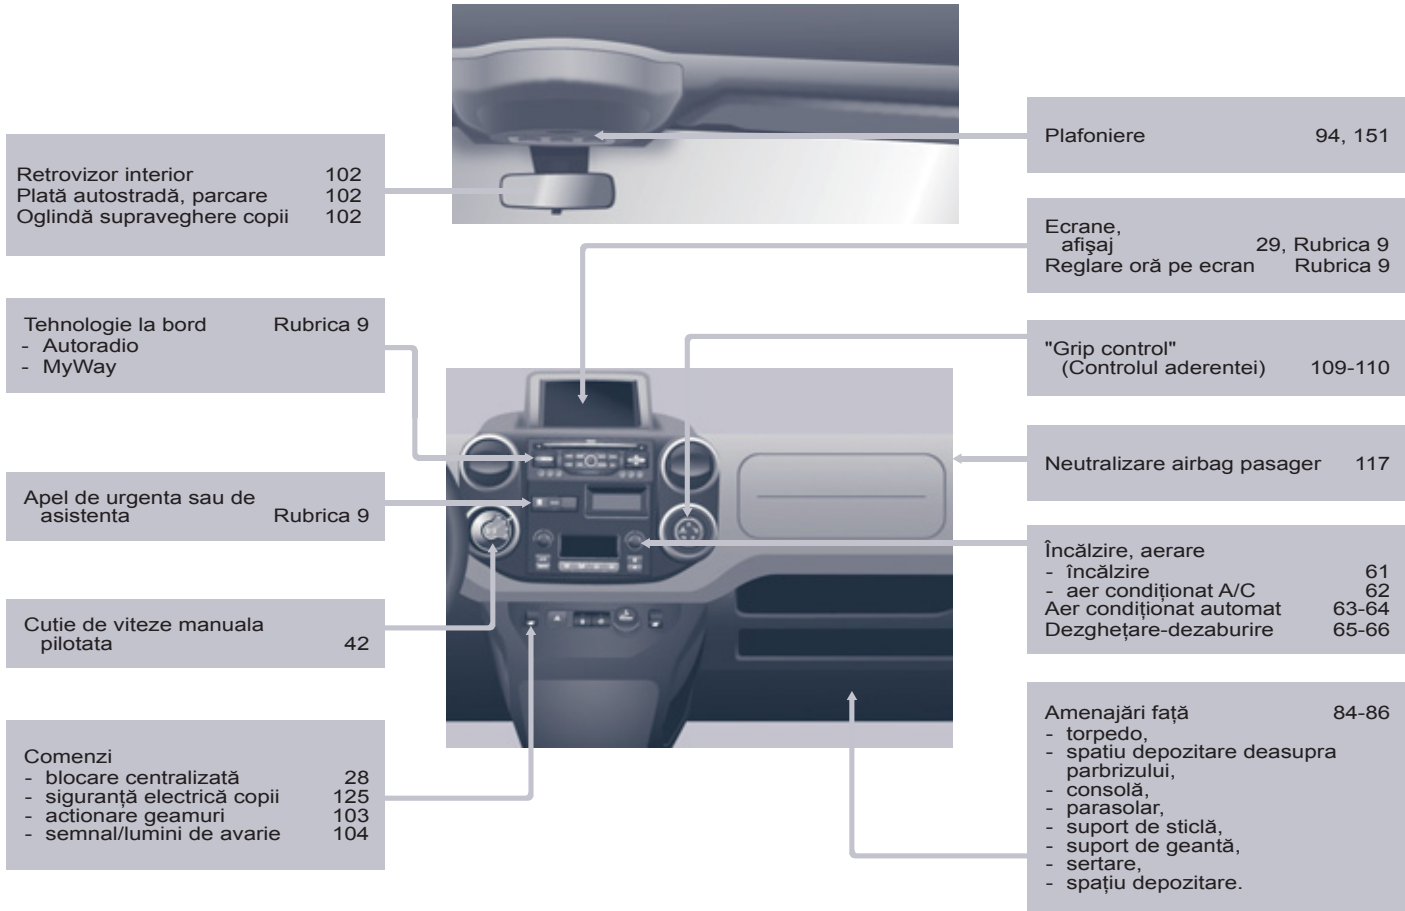 Retrovizor interior 102
Plată autostradă, parcare 102
Oglindă supraveghere copii 102
Tehnologie la bord Rubrica 9
- Autoradio
- MyWay
Apel de urgenta sau de
asistenta Rubrica 9
Cutie de viteze manuala
pilotata 42
Comenzi
- blocare centralizată 28
- siguranță electrică copii 125
- actionare geamuri 103
- semnal/lumini de avarie 104
Plafoniere 94, 151
Ecrane,
afişaj 29, Rubrica 9
Reglare oră pe ecran Rubrica 9
"Grip control"
(Controlul aderentei) 109-110
Neutralizare airbag pasager 117
Încălzire, aerare
- încălzire 61
- aer condiționat A/C 62
Aer condiționat automat 63-64
Dezghețare-dezaburire 65-66
Amenajări față 84-86
- torpedo,
- spatiu depozitare deasupra
parbrizului,
- consolă,
- parasolar,
- suport de sticlă,
- suport de geantă,
- sertare,
- spațiu depozitare.